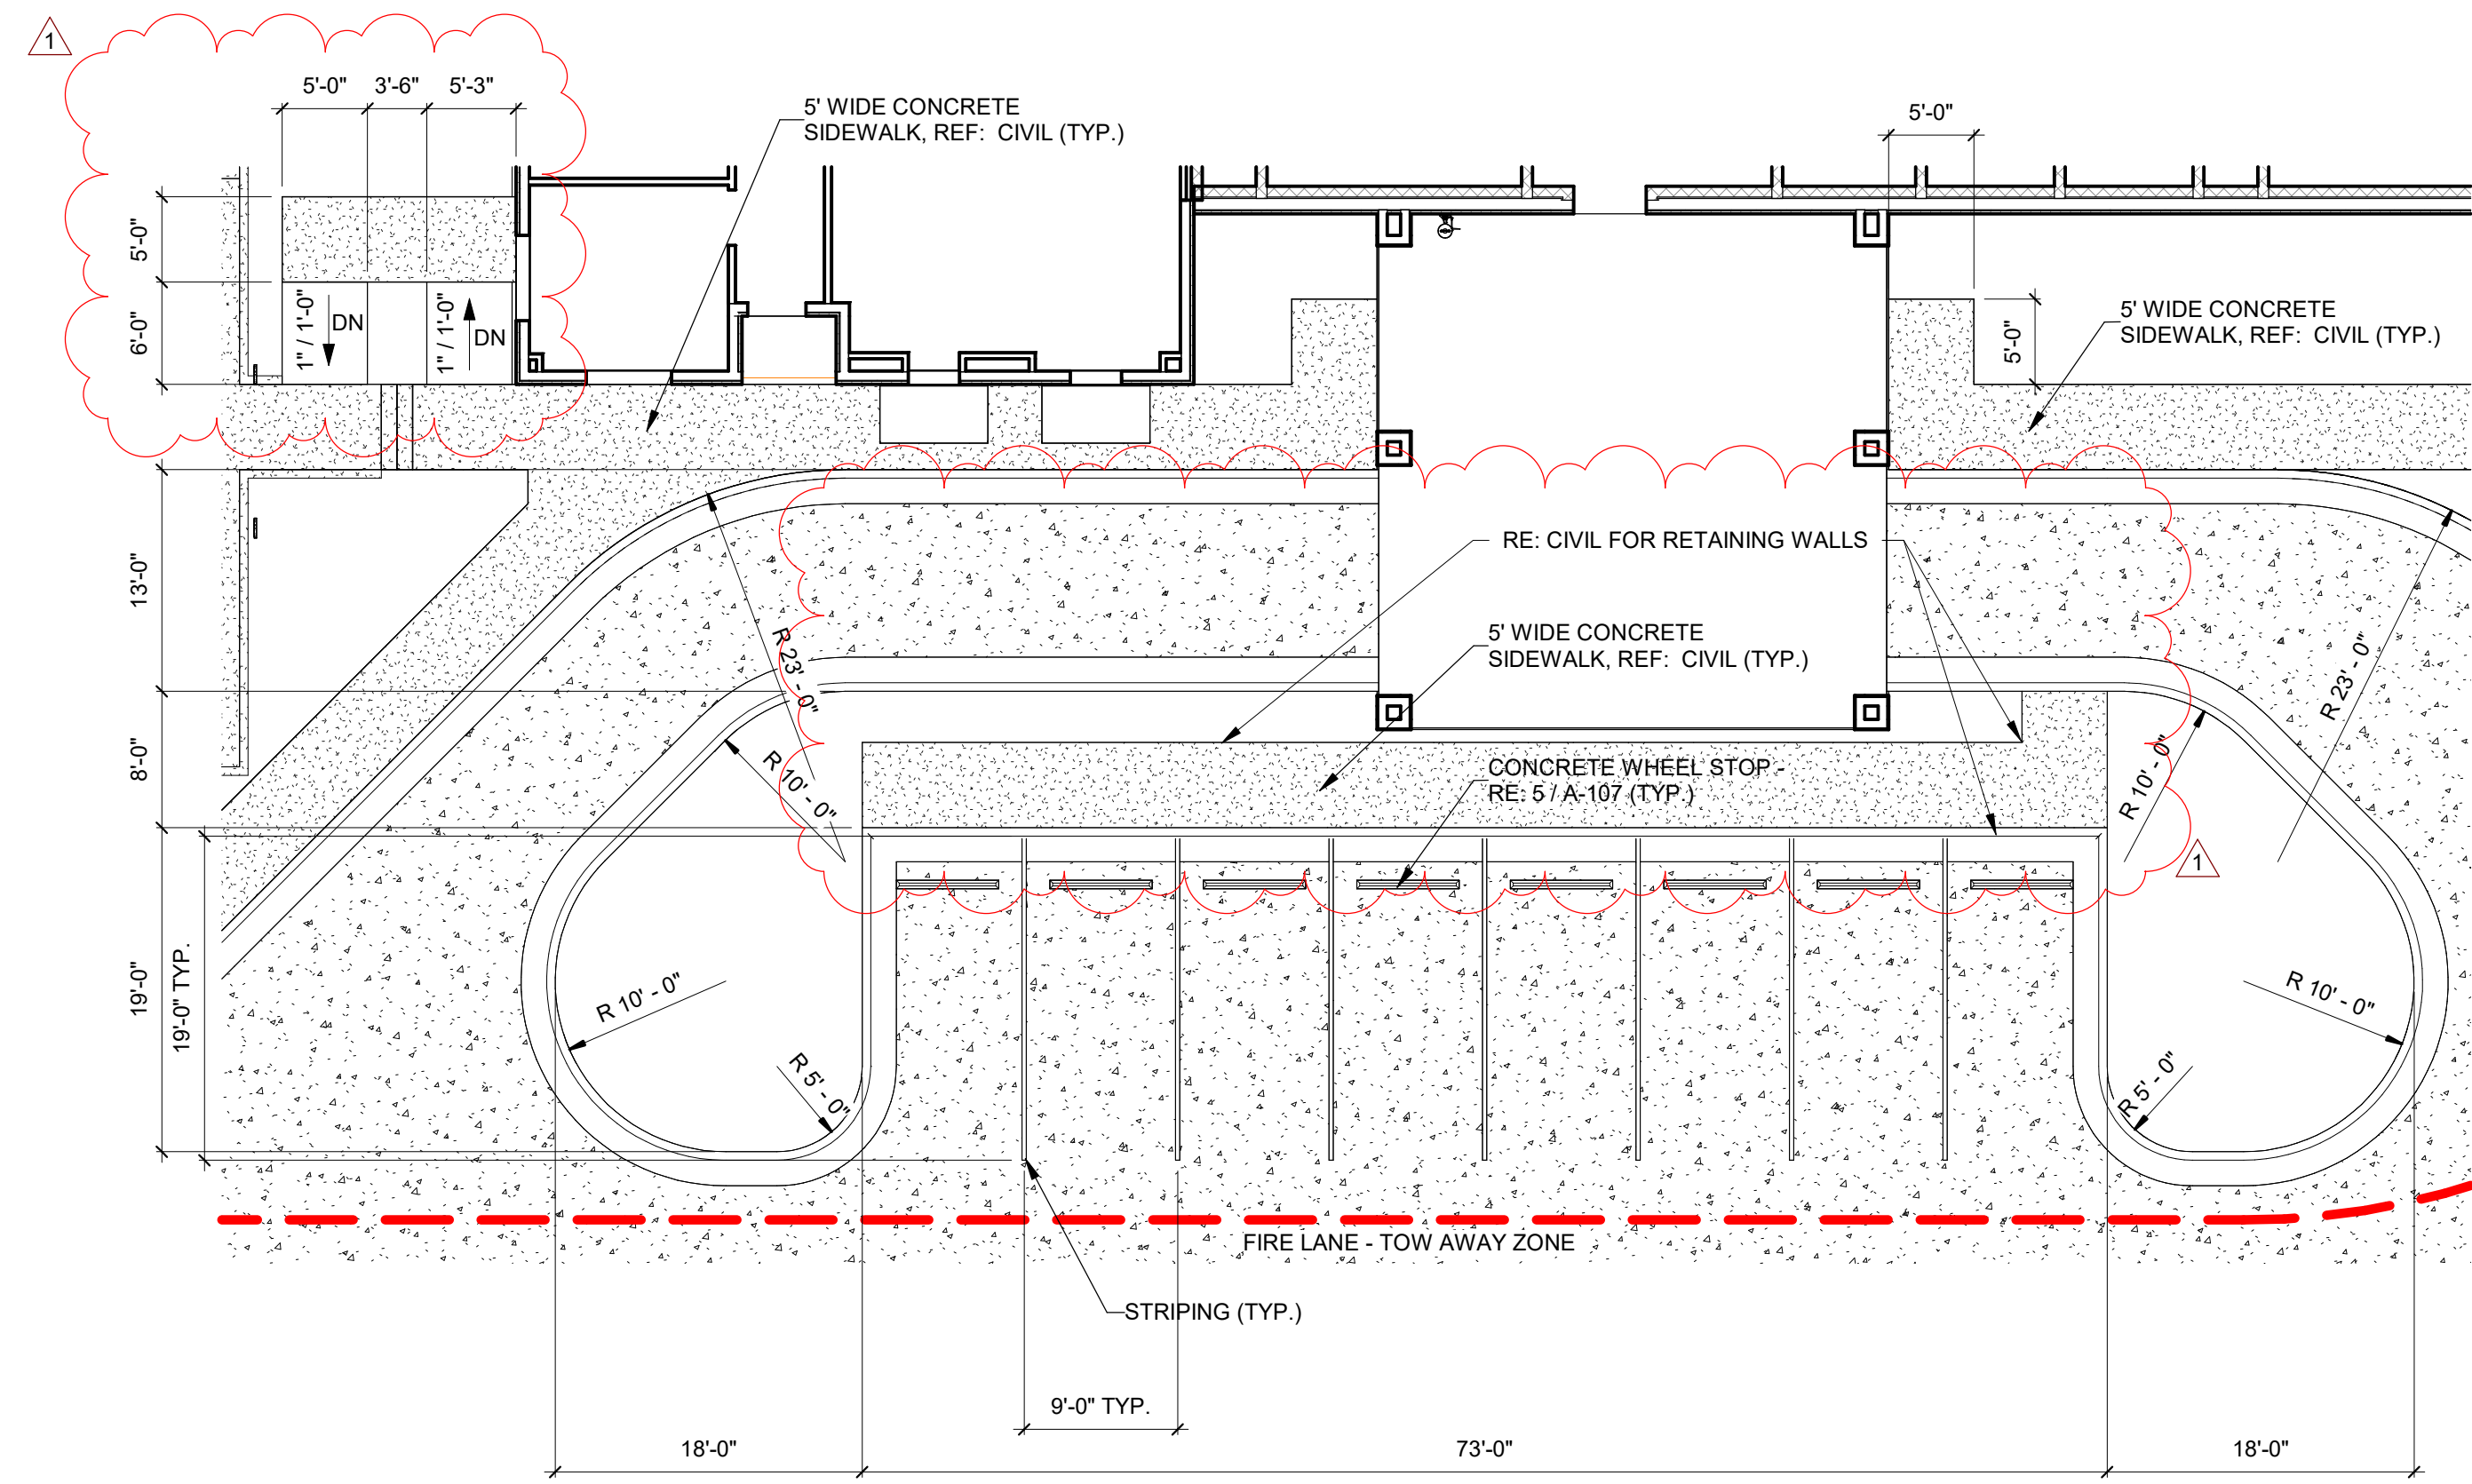 1
5'-0" 3'-6" 5'-3"
5' WIDE CONCRETE
SIDEWALK, REF: CIVIL (TYP.)
5'-0"
5'-0"
6'-0"
1" / 1'-0"
DN
1" / 1'-0"
DN
5'-0"
5' WIDE CONCRETE
SIDEWALK, REF: CIVIL (TYP.)
13'-0"
RE: CIVIL FOR RETAINING WALLS
R 23' - 0"
5' WIDE CONCRETE
SIDEWALK, REF: CIVIL (TYP.)
R 23' - 0"
8'-0"
R 10' - 0"
CONCRETE WHEEL STOP -
RE: 5 / A-107 (TYP.)
R 10' - 0"
1
19'-0"
19'-0" TYP.
R 10' - 0"
R 5' - 0"
R 10' - 0"
R 5' - 0"
FIRE LANE - TOW AWAY ZONE
STRIPING (TYP.)
9'-0" TYP.
18'-0" 73'-0" 18'-0"